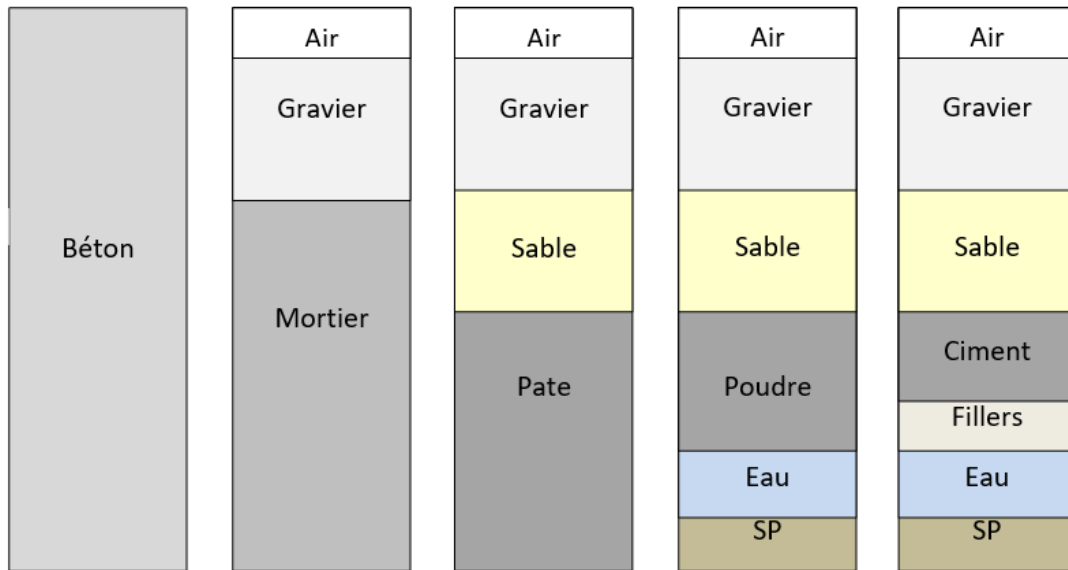 Béton
Air
Gravier
Mortier
Air
Gravier
Sable
Pate
Air
Gravier
Sable
Poudre
Eau
SP
Air
Gravier
Sable
Ciment
Fillers
Eau
SP